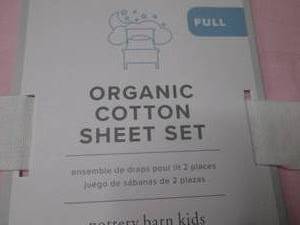 FULL
ORGANIC
COTTON
SHEET SET
ensemble de draps pour lit 2 places
juego de sábanas de 2 plazas
pottery barn kids